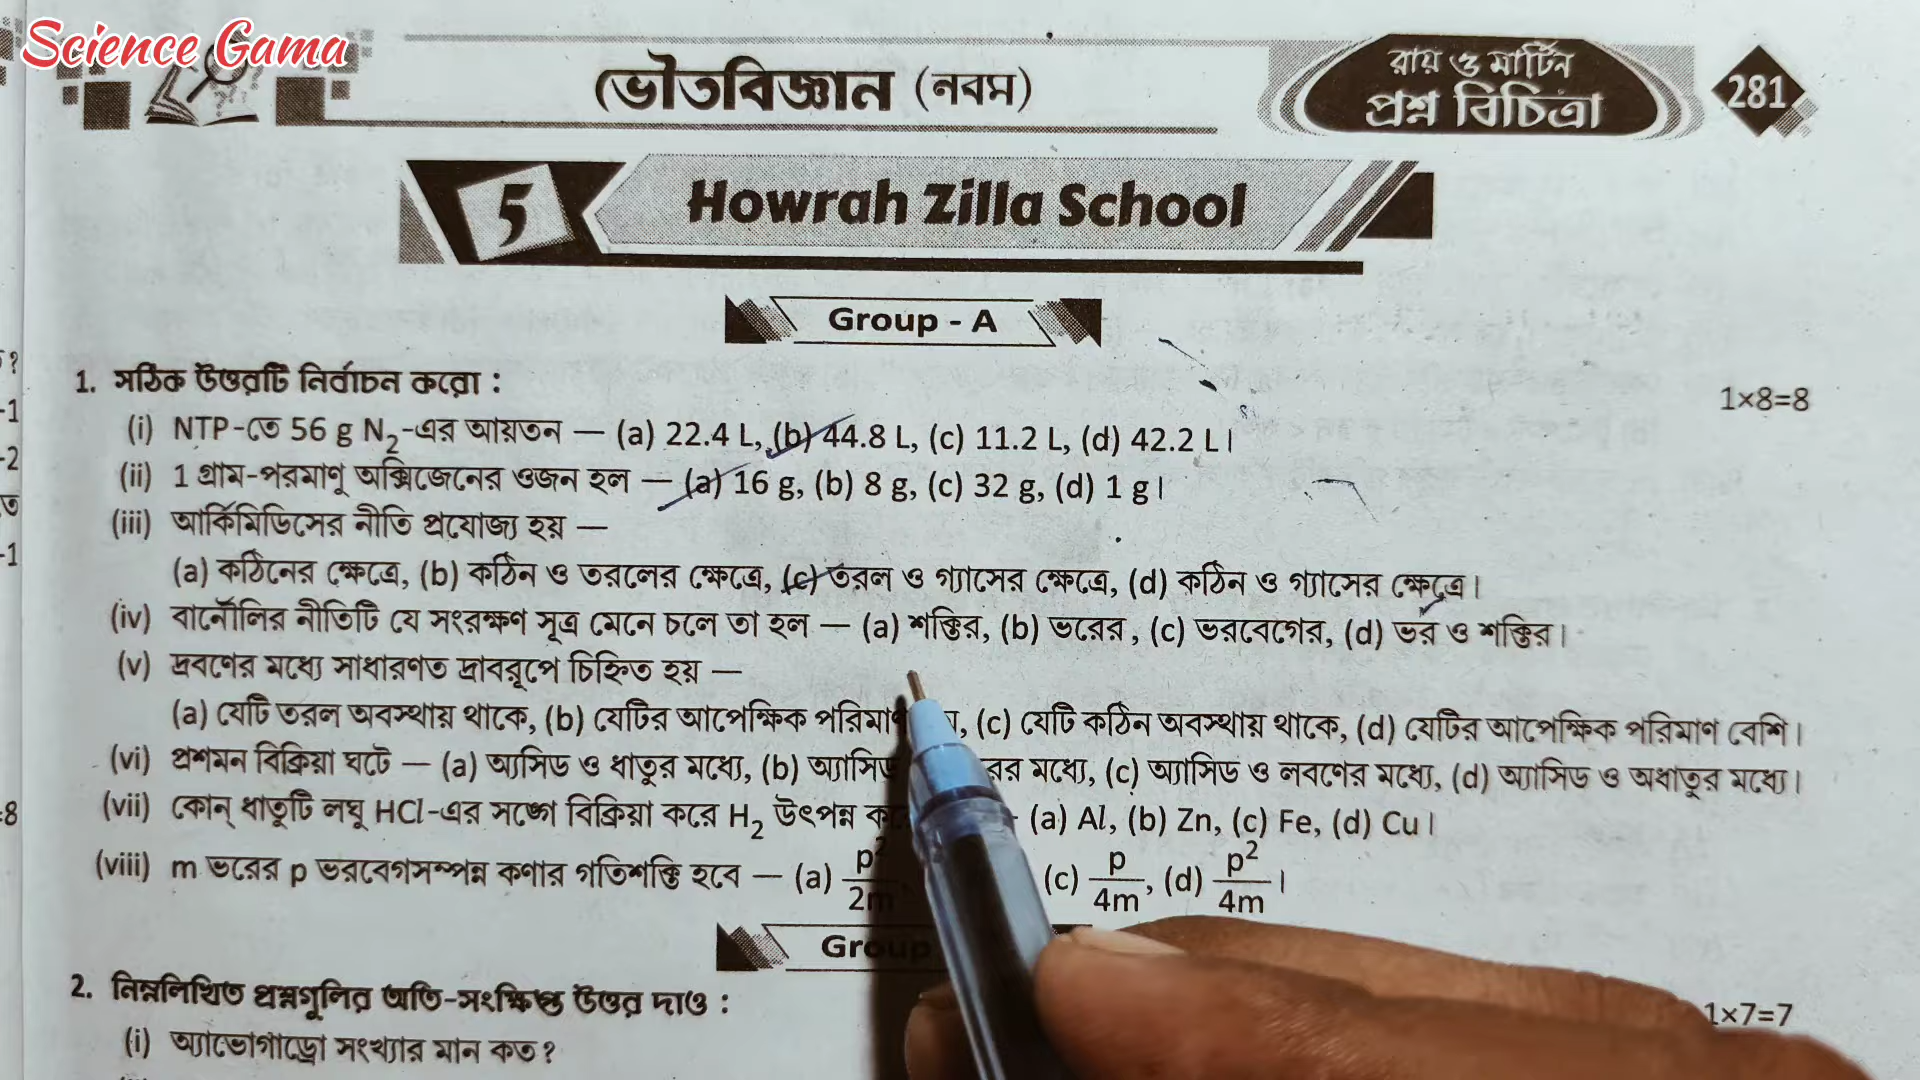 Science Gama
ভৌতবিজ্ঞান (নবম)
রায় ও মার্টিন
প্রশ্ন বিচিত্রা
281
5 Howrah Zilla School
Group - A
1. সঠিক উত্তরটি নির্বাচন করো : 1×8=8
(i) NTP-তে 56 g N₂-এর আয়তন — (a) 22.4 L, (b) 44.8 L, (c) 11.2 L, (d) 42.2 L।
(ii) 1 গ্রাম-পরমাণু অক্সিজেনের ওজন হল — (a) 16 g, (b) 8 g, (c) 32 g, (d) 1 g।
(iii) আর্কিমিডিসের নীতি প্রযোজ্য হয় —
(a) কঠিনের ক্ষেত্রে, (b) কঠিন ও তরলের ক্ষেত্রে, (c) তরল ও গ্যাসের ক্ষেত্রে, (d) কঠিন ও গ্যাসের ক্ষেত্রে।
(iv) বার্নৌলির নীতিটি যে সংরক্ষণ সূত্র মেনে চলে তা হল — (a) শক্তির, (b) ভরের, (c) ভরবেগের, (d) ভর ও শক্তির।
(v) দ্রবণের মধ্যে সাধারণত দ্রাবরূপে চিহ্নিত হয় —
(a) যেটি তরল অবস্থায় থাকে, (b) যেটির আপেক্ষিক , (c) যেটি কঠিন অবস্থায় থাকে, (d) যেটির আপেক্ষিক পরিমাণ বেশি।
(vi) প্রশমন বিক্রিয়া ঘটে — (a) অ্যসিড ও ধাতুর মধ্যে, (b) মধ্যে, (c) অ্যাসিড ও লবণের মধ্যে, (d) অ্যাসিড ও অধাতুর মধ্যে।
(vii) কোন্ ধাতুটি লঘু HCl-এর সঙ্গে বিক্রিয়া করে H₂ উৎপন্ন — (a) Al, (b) Zn, (c) Fe, (d) Cu।
(viii) m ভরের p ভরবেগসম্পন্ন কণার গতিশক্তি হবে — (a) p²/2m, (c) p/4m, (d) p²/4m।
Group
2. নিম্নলিখিত প্রশ্নগুলির অতি-সংক্ষিপ্ত উত্তর দাও : 1×7=7
(i) অ্যাভোগাড্রো সংখ্যার মান কত?